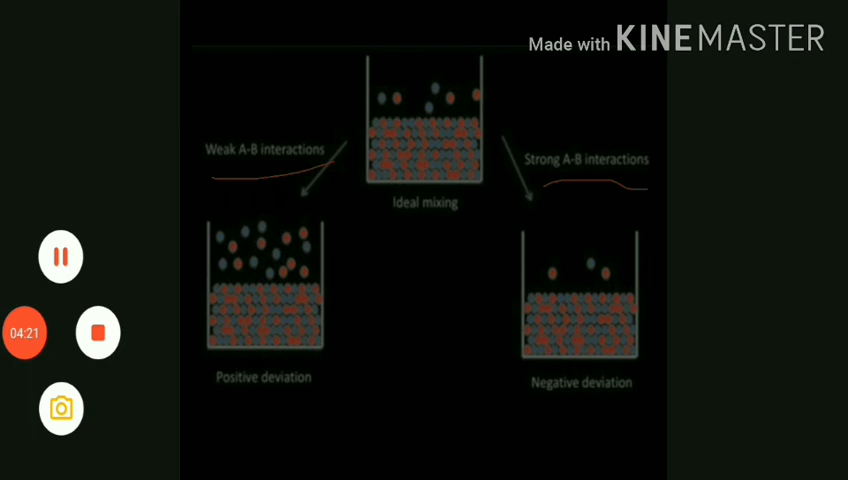 Made with KINEMASTER
Weak A-B interactions
Strong A-B interactions
Ideal mixing
04:21
Positive deviation
Negative deviation